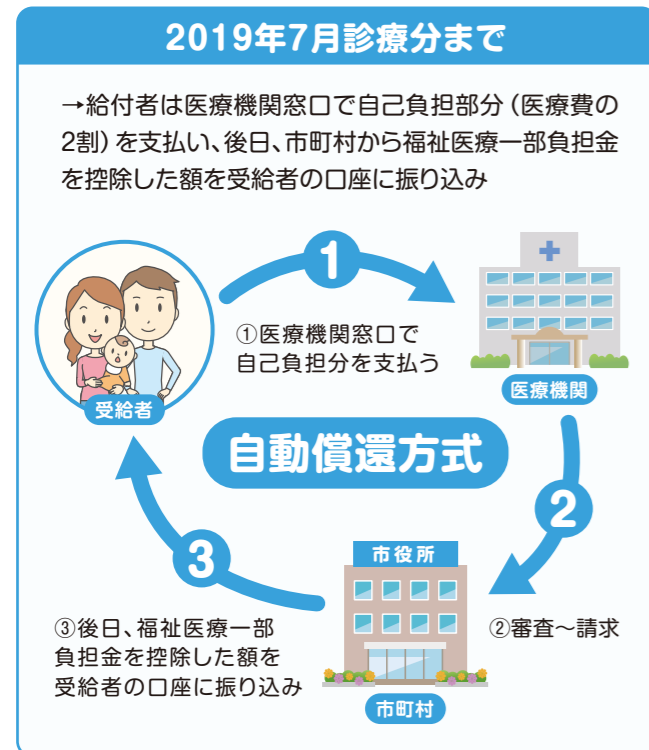 2019年7月診療分まで
→給付者は医療機関窓口で自己負担部分(医療費の
2割)を支払い、後日、市町村から福祉医療一部負担金
を控除した額を受給者の口座に振り込み
1
①医療機関窓口で
自己負担分を支払う
受給者
医療機関
自動償還方式
2
3
市役所
③後日、福祉医療一部
負担金を控除した額を
受給者の口座に振り込み
②審査〜請求
市町村